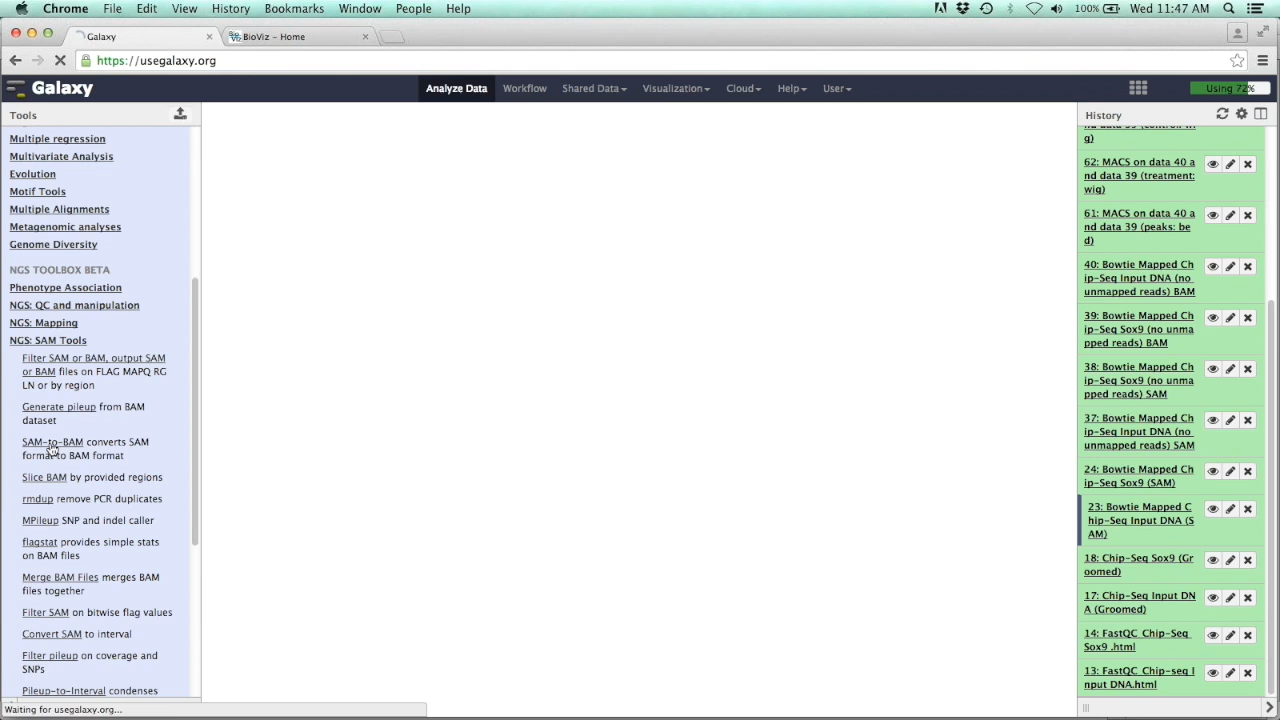 Chrome File Edit View History Bookmarks Window People Help 100% Wed 11:47 AM
Galaxy BioViz - Home
https://usegalaxy.org
Galaxy Analyze Data Workflow Shared Data Visualization Cloud Help User Using 72%
Tools
Multiple regression
Multivariate Analysis
Evolution
Motif Tools
Multiple Alignments
Metagenomic analyses
Genome Diversity
NGS TOOLBOX BETA
Phenotype Association
NGS: QC and manipulation
NGS: Mapping
NGS: SAM Tools
Filter SAM or BAM, output SAM
or BAM files on FLAG MAPQ RG
LN or by region
Generate pileup from BAM
dataset
SAM-to-BAM converts SAM
format to BAM format
Slice BAM by provided regions
rmdup remove PCR duplicates
MPileup SNP and indel caller
flagstat provides simple stats
on BAM files
Merge BAM Files merges BAM
files together
Filter SAM on bitwise flag values
Convert SAM to interval
Filter pileup on coverage and
SNPs
Pileup-to-Interval condenses
Waiting for usegalaxy.org...
History
nd data 39 (control: wi
g)
62: MACS on data 40 a
nd data 39 (treatment:
wig)
61: MACS on data 40 a
nd data 39 (peaks: be
d)
40: Bowtie Mapped Ch
ip-Seq Input DNA (no
unmapped reads) BAM
39: Bowtie Mapped Ch
ip-Seq Sox9 (no unma
pped reads) BAM
38: Bowtie Mapped Ch
ip-Seq Sox9 (no unma
pped reads) SAM
37: Bowtie Mapped Ch
ip-Seq Input DNA (no
unmapped reads) SAM
24: Bowtie Mapped Ch
ip-Seq Sox9 (SAM)
23: Bowtie Mapped C
hip-Seq Input DNA (S
AM)
18: Chip-Seq Sox9 (Gr
oomed)
17: Chip-Seq Input DN
A (Groomed)
14: FastQC_Chip-Seq
Sox9 .html
13: FastQC_Chip-seq I
nput DNA.html